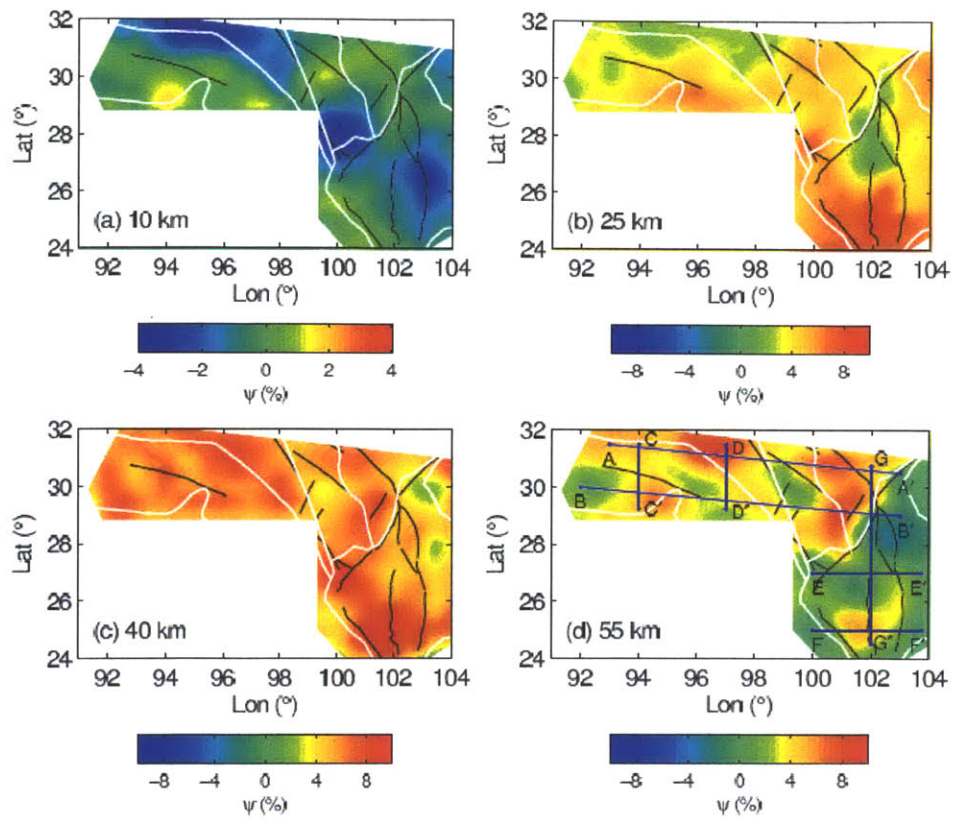 32
30
28
26
24
Lat (°)
(a) 10 km
92 94 96 98 100 102 104
Lon (°)
−4 −2 0 2 4
ψ (%)
32
30
28
26
24
Lat (°)
(b) 25 km
92 94 96 98 100 102 104
Lon (°)
−8 −4 0 4 8
ψ (%)
32
30
28
26
24
Lat (°)
(c) 40 km
92 94 96 98 100 102 104
Lon (°)
−8 −4 0 4 8
ψ (%)
32
30
28
26
24
Lat (°)
C D G
A A'
B C' D' B'
E E'
(d) 55 km
F G' F'
92 94 96 98 100 102 104
Lon (°)
−8 −4 0 4 8
ψ (%)